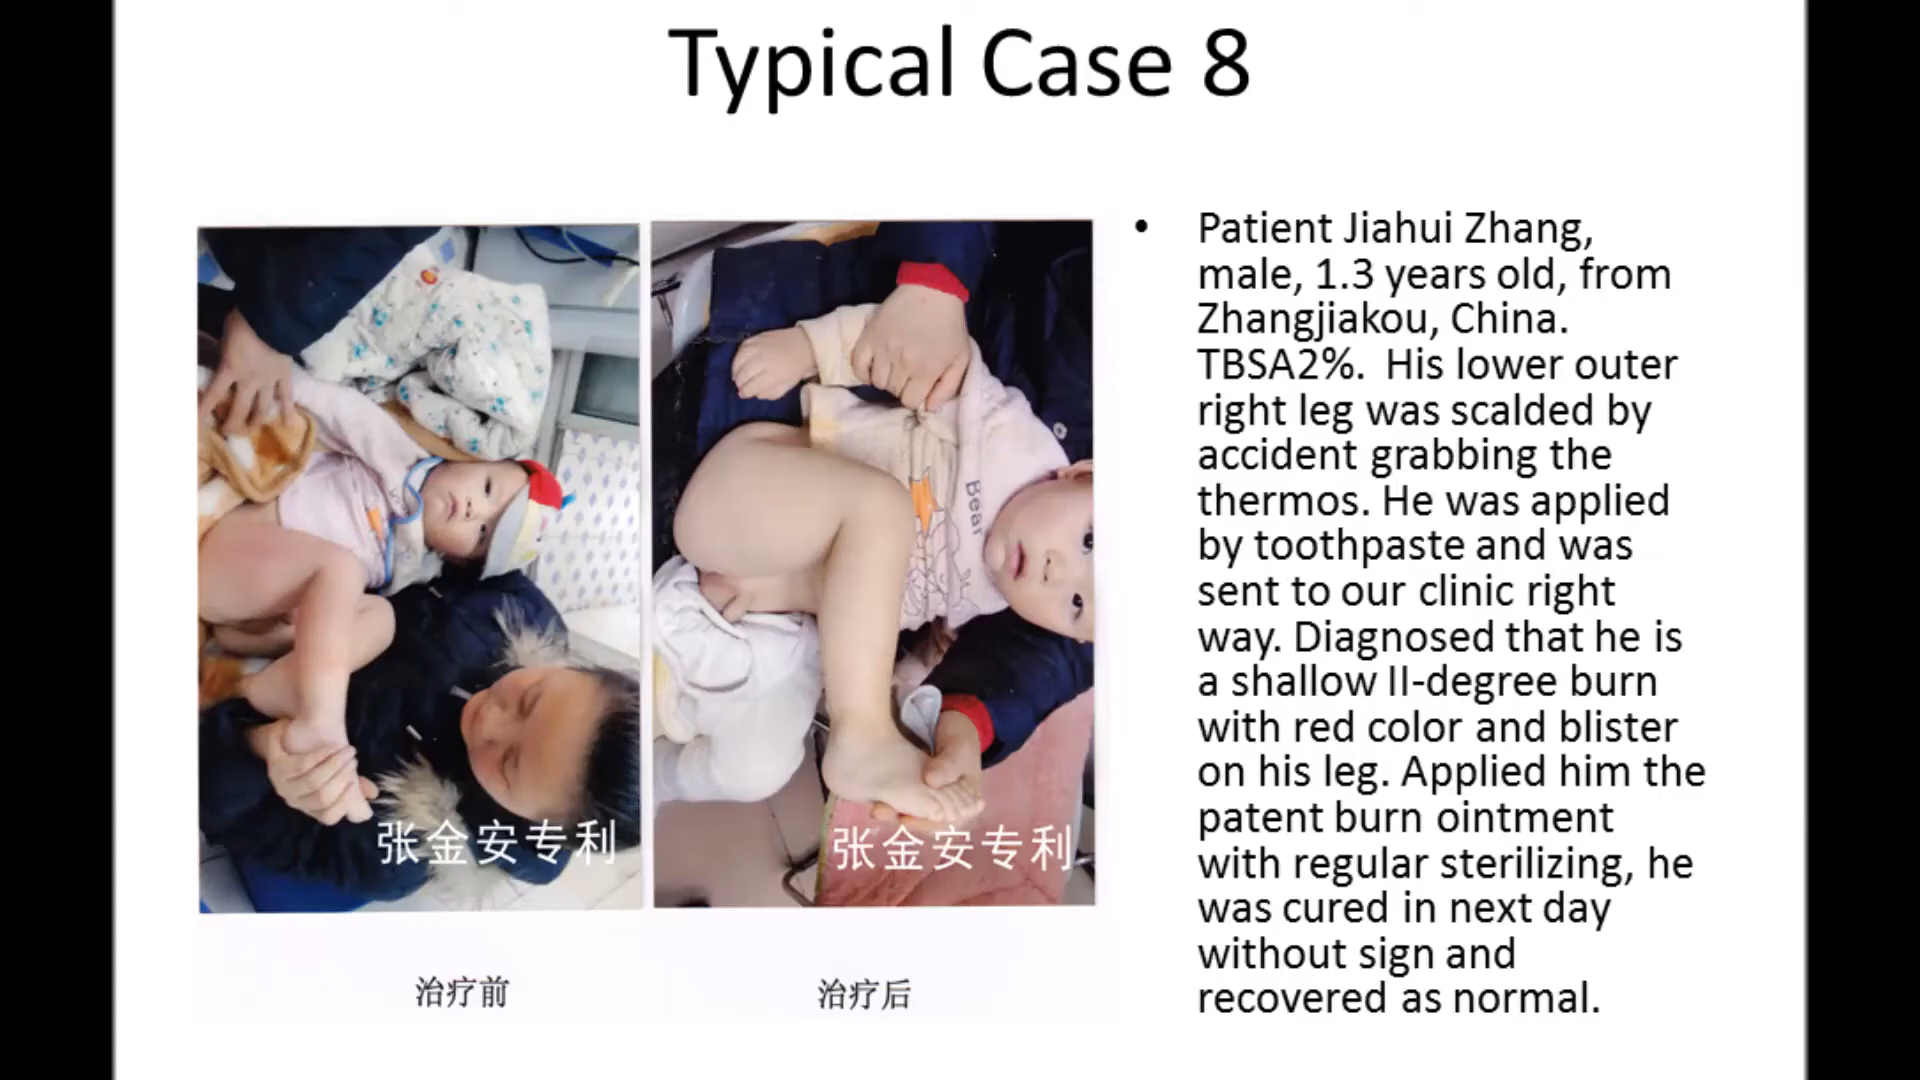 Typical Case 8
• Patient Jiahui Zhang,
male, 1.3 years old, from
Zhangjiakou, China.
TBSA2%. His lower outer
right leg was scalded by
accident grabbing the
thermos. He was applied
by toothpaste and was
sent to our clinic right
way. Diagnosed that he is
a shallow II-degree burn
with red color and blister
on his leg. Applied him the
patent burn ointment
with regular sterilizing, he
was cured in next day
without sign and
recovered as normal.
Bear
张金安专利
张金安专利
治疗前
治疗后